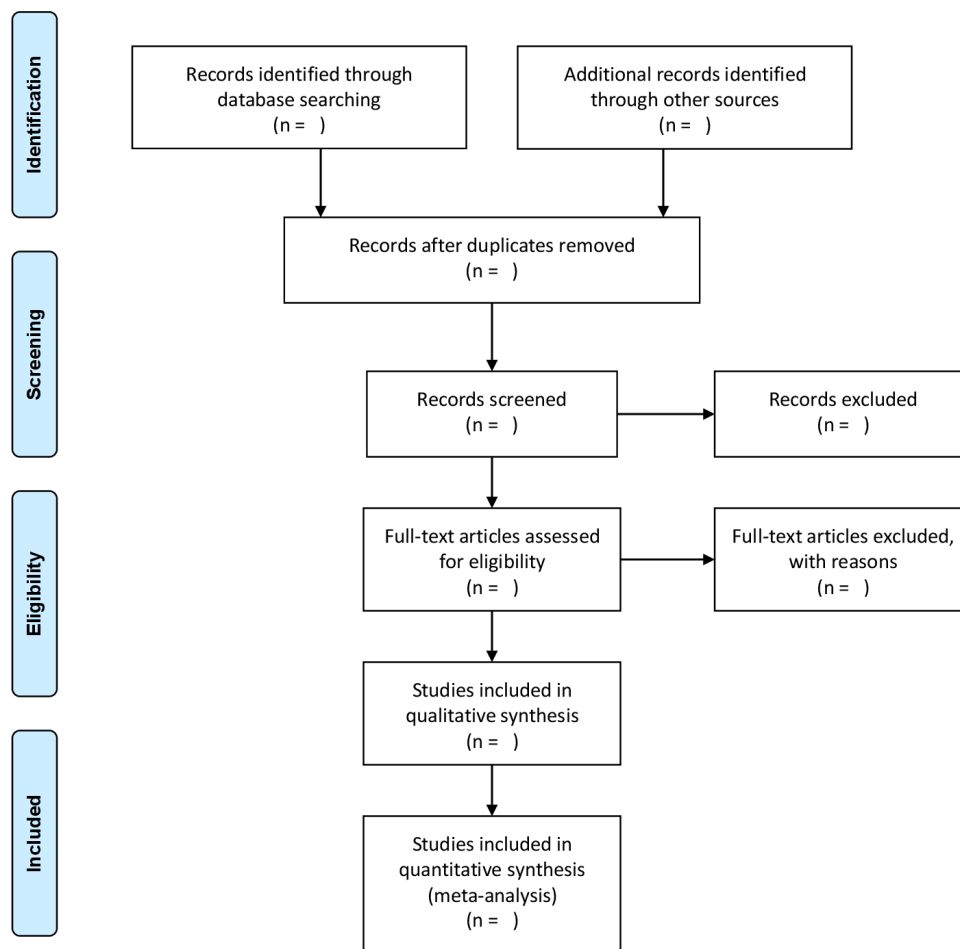 Identification
Records identified through
database searching
(n =   )
Additional records identified
through other sources
(n =   )
Records after duplicates removed
(n =   )
Screening
Records screened
(n =   )
Records excluded
(n =   )
Eligibility
Full-text articles assessed
for eligibility
(n =   )
Full-text articles excluded,
with reasons
(n =   )
Studies included in
qualitative synthesis
(n =   )
Included
Studies included in
quantitative synthesis
(meta-analysis)
(n =   )